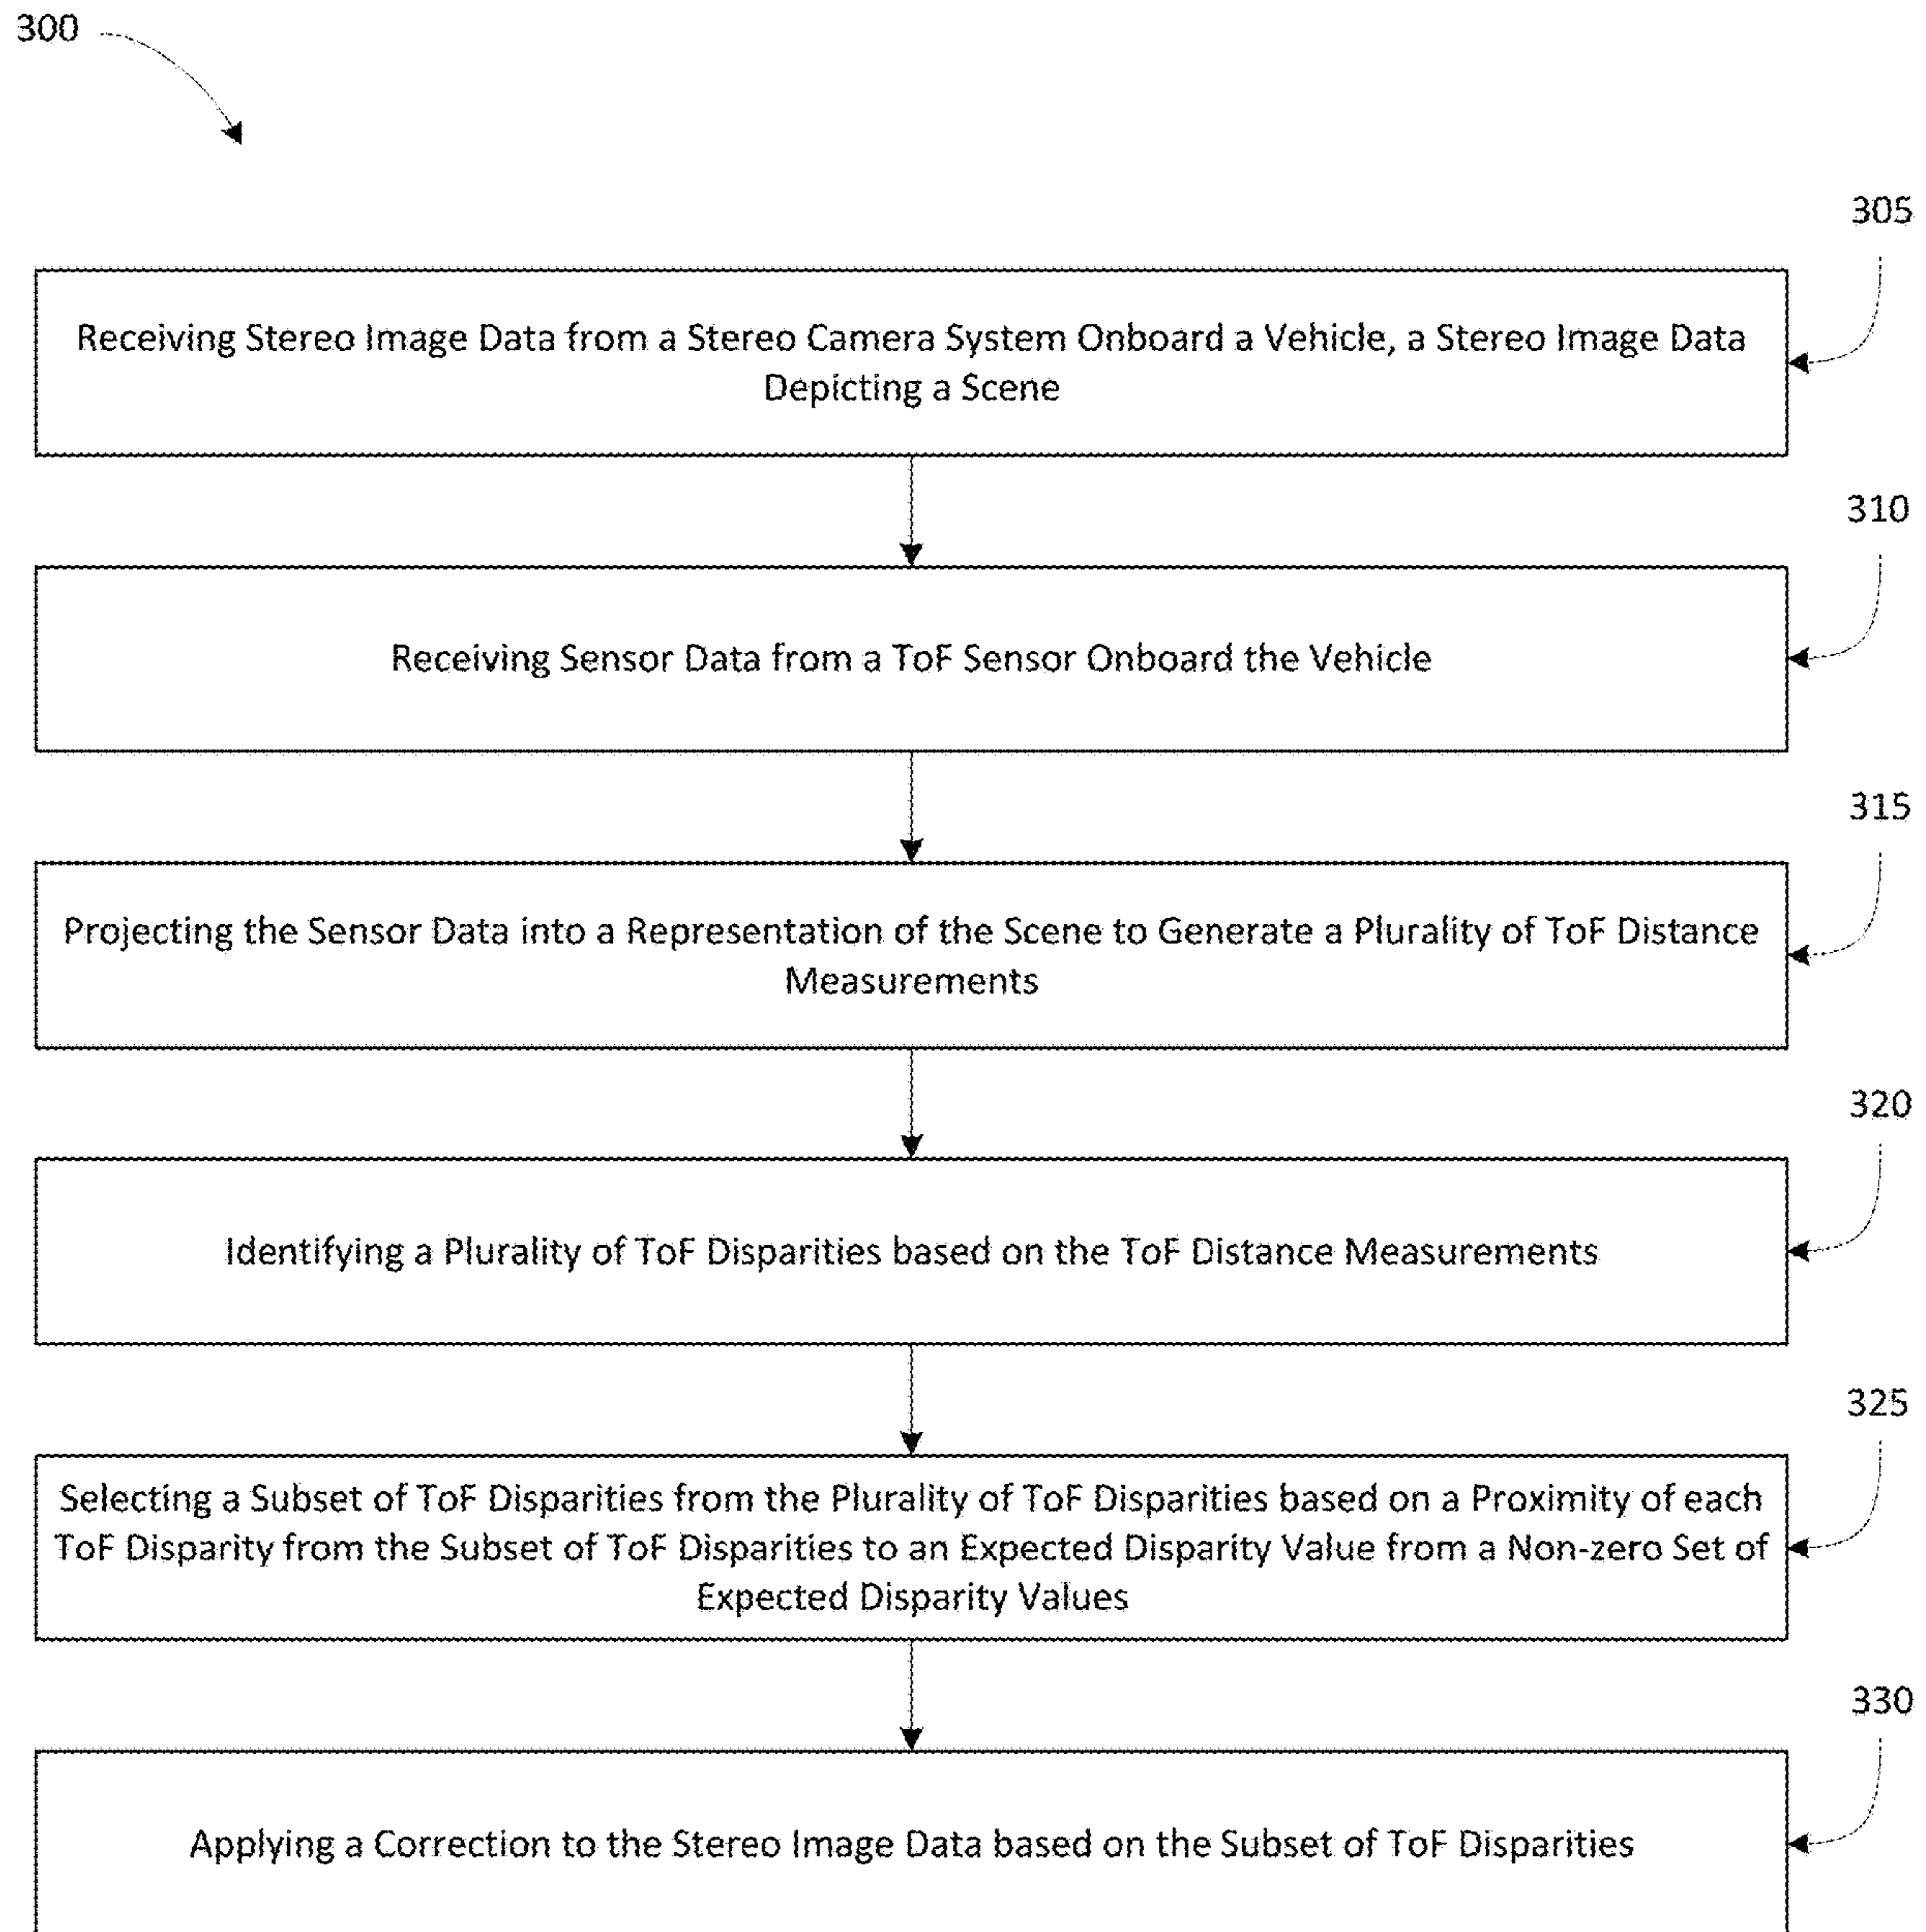 300
305
Receiving Stereo Image Data from a Stereo Camera System Onboard a Vehicle, a Stereo Image Data
Depicting a Scene
310
Receiving Sensor Data from a ToF Sensor Onboard the Vehicle
315
Projecting the Sensor Data into a Representation of the Scene to Generate a Plurality of ToF Distance
Measurements
320
Identifying a Plurality of ToF Disparities based on the ToF Distance Measurements
325
Selecting a Subset of ToF Disparities from the Plurality of ToF Disparities based on a Proximity of each
ToF Disparity from the Subset of ToF Disparities to an Expected Disparity Value from a Non-zero Set of
Expected Disparity Values
330
Applying a Correction to the Stereo Image Data based on the Subset of ToF Disparities